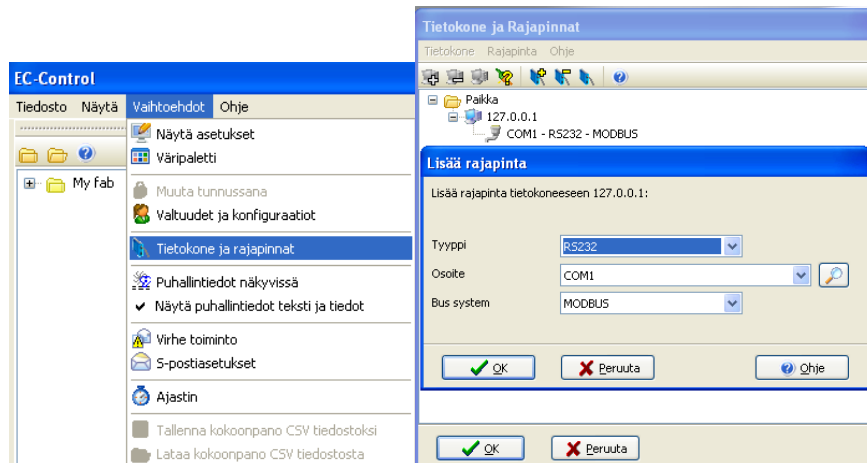 EC-Control
Tiedosto Näytä Vaihtoehdot Ohje
My fab
Näytä asetukset
Väripaletti
Muuta tunnussana
Valtuudet ja konfiguraatiot
Tietokone ja rajapinnat
Puhallintiedot näkyvissä
Näytä puhallintiedot teksti ja tiedot
Virhe toiminto
S-postiasetukset
Ajastin
Tallenna kokoonpano CSV tiedostoksi
Lataa kokoonpano CSV tiedostosta
Tietokone ja Rajapinnat
Tietokone Rajapinta Ohje
Paikka
127.0.0.1
COM1 - RS232 - MODBUS
Lisää rajapinta
Lisää rajapinta tietokoneeseen 127.0.0.1:
Tyyppi RS232
Osoite COM1
Bus system MODBUS
OK Peruuta Ohje
OK Peruuta